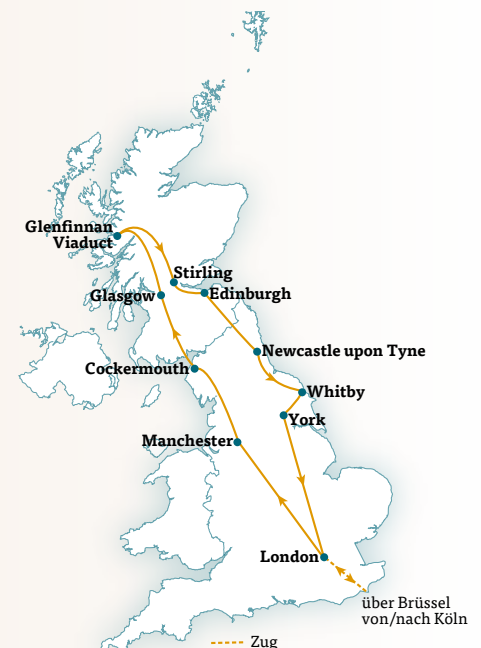 Glenfinnan
Viaduct
Stirling
Glasgow
Edinburgh
Newcastle upon Tyne
Cockermouth
Whitby
York
Manchester
London
über Brüssel
von/nach Köln
Zug